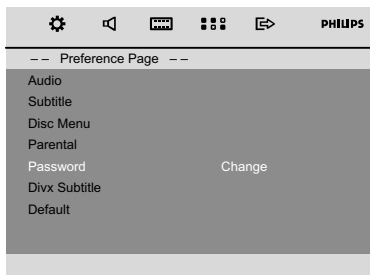 PHILIPS
–– Preference Page ––
Audio
Subtitle
Disc Menu
Parental
Password Change
Divx Subtitle
Default